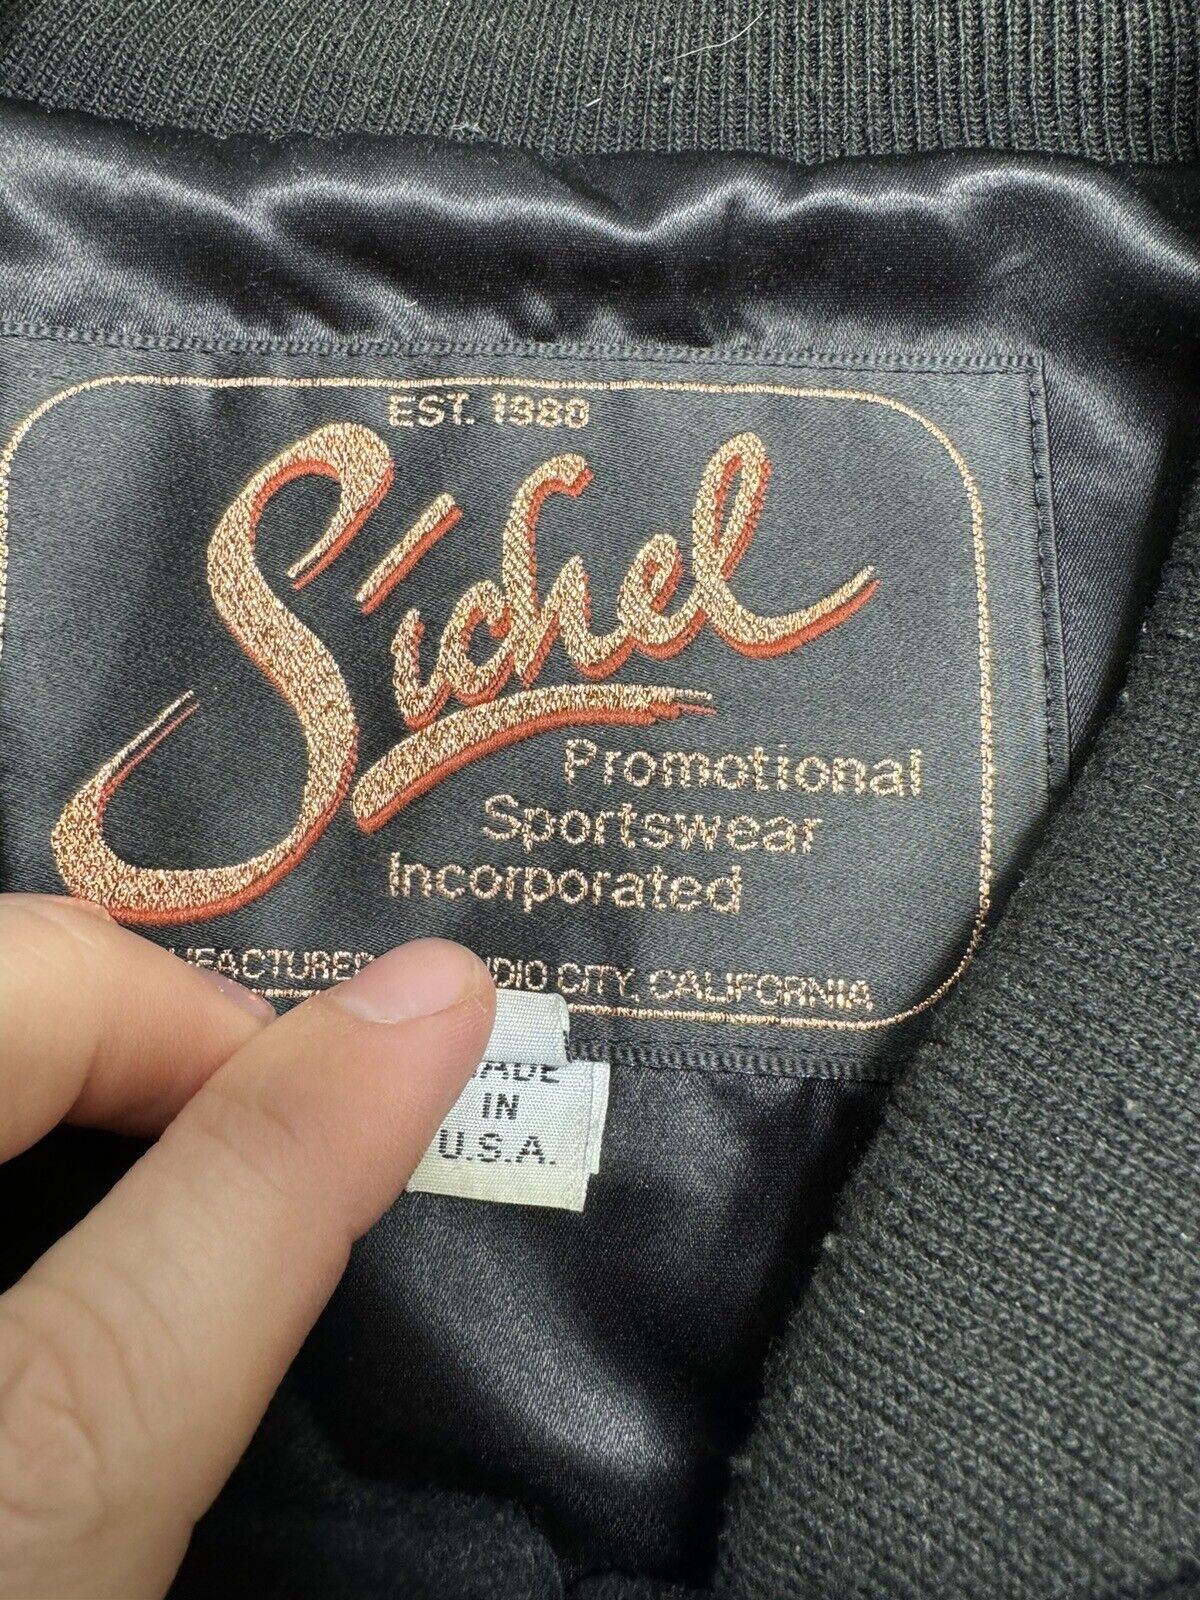 EST. 1980
Sichel
Promotional
Sportswear
Incorporated
CITY, CALIFORNIA
IN
U.S.A.